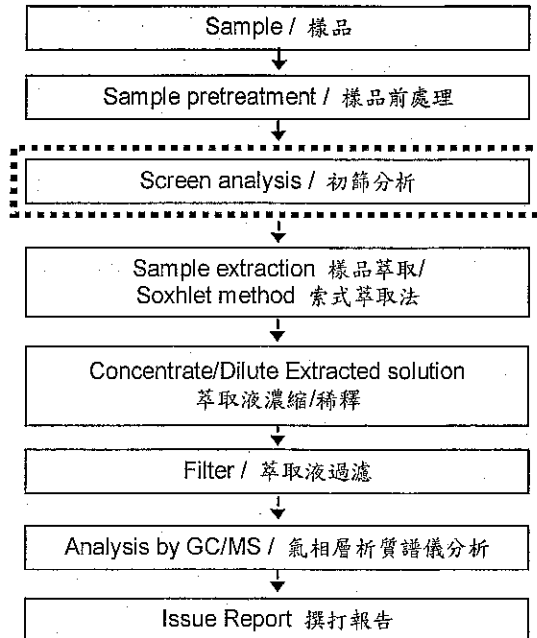 Sample / 樣品
Sample pretreatment / 樣品前處理
Screen analysis / 初篩分析
Sample extraction 樣品萃取/
Soxhlet method 索式萃取法
Concentrate/Dilute Extracted solution
萃取液濃縮/稀釋
Filter / 萃取液過濾
Analysis by GC/MS / 氣相層析質譜儀分析
Issue Report 撰打報告